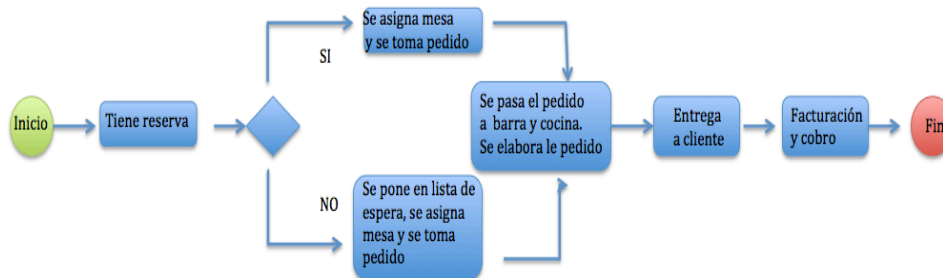 Inicio
Tiene reserva
SI
Se asigna mesa
y se toma pedido
NO
Se pone en lista de
espera, se asigna
mesa y se toma
pedido
Se pasa el pedido
a barra y cocina.
Se elabora le pedido
Entrega
a cliente
Facturación
y cobro
Fin